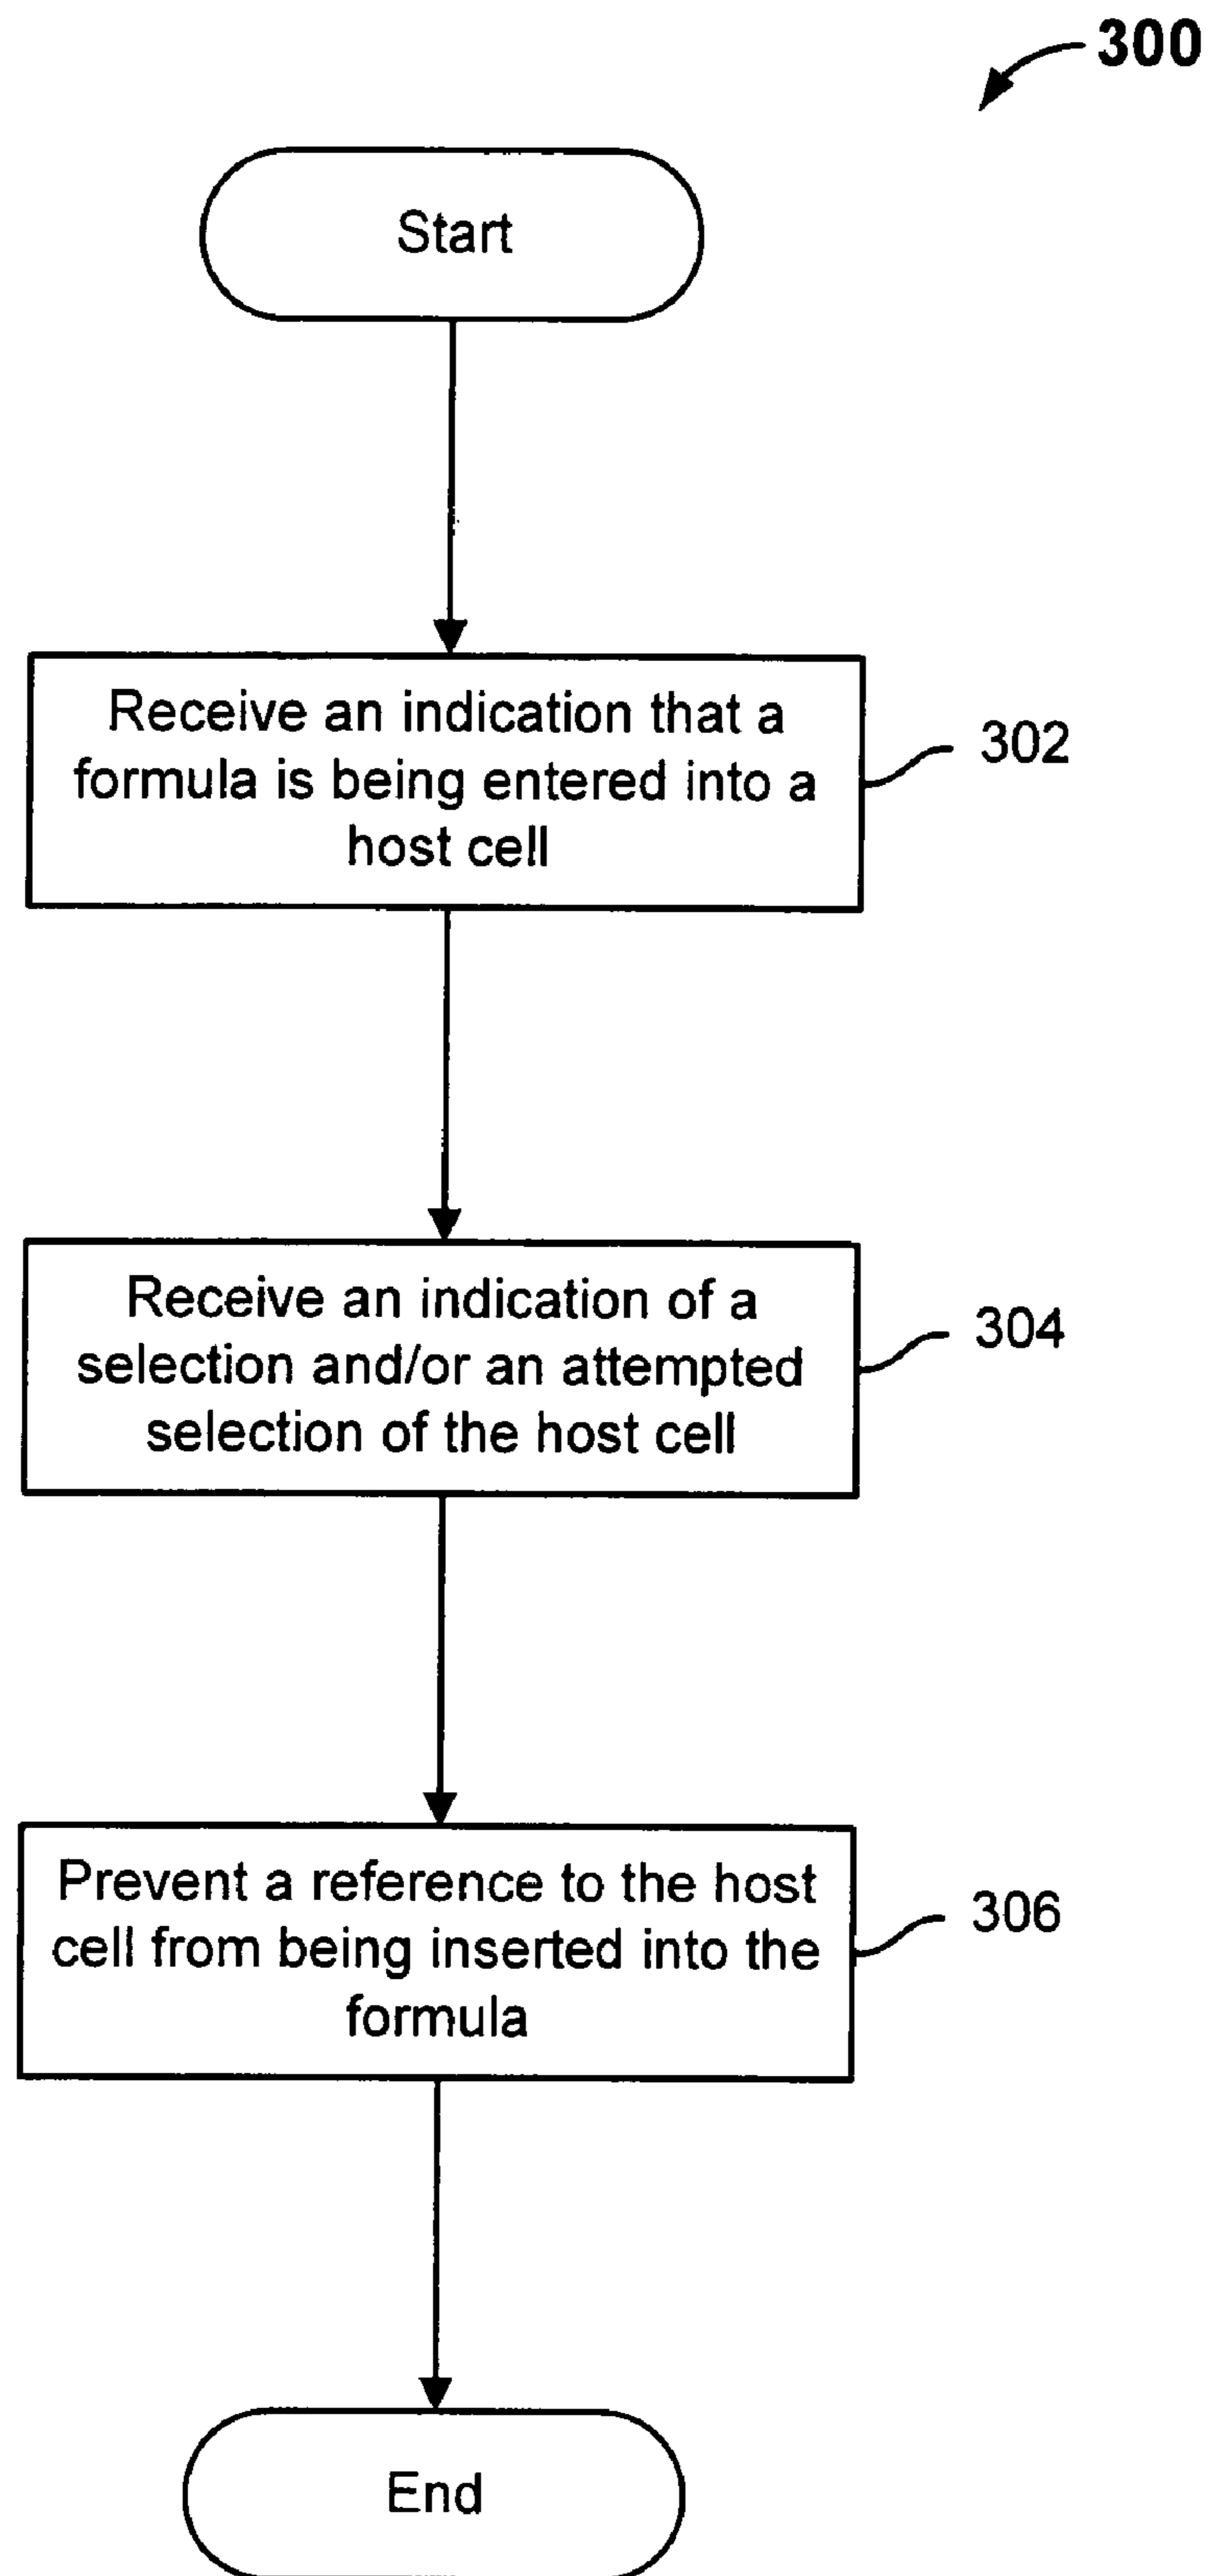 300
Start
Receive an indication that a
formula is being entered into a
host cell
302
Receive an indication of a
selection and/or an attempted
selection of the host cell
304
Prevent a reference to the host
cell from being inserted into the
formula
306
End